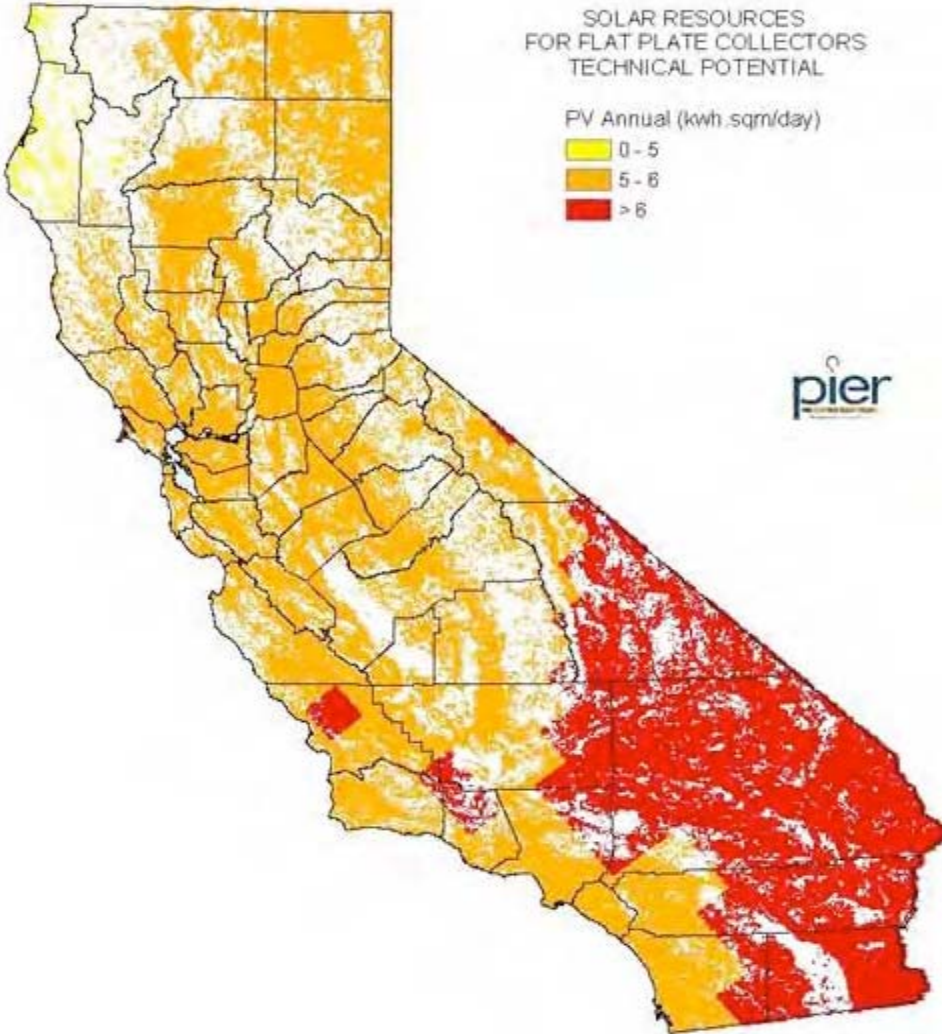 SOLAR RESOURCES
FOR FLAT PLATE COLLECTORS
TECHNICAL POTENTIAL
PV Annual (kwh.sqm/day)
0 - 5
5 - 6
> 6
pier